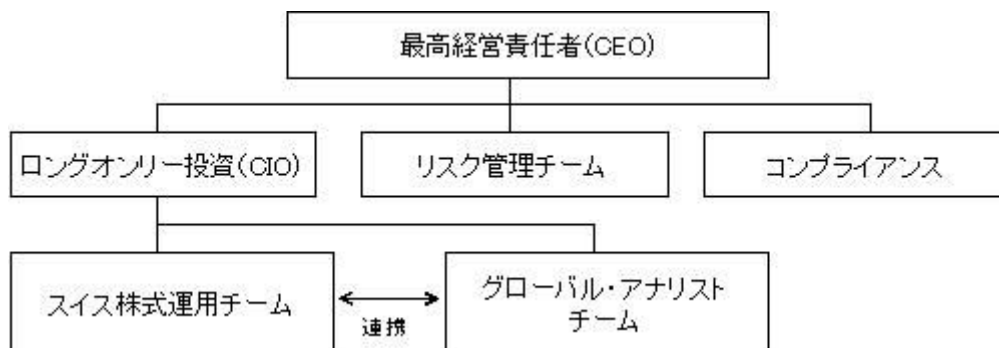 最高経営責任者(CEO)
ロングオンリー投資(CIO)
リスク管理チーム
コンプライアンス
スイス株式運用チーム
連携
グローバル・アナリスト
チーム